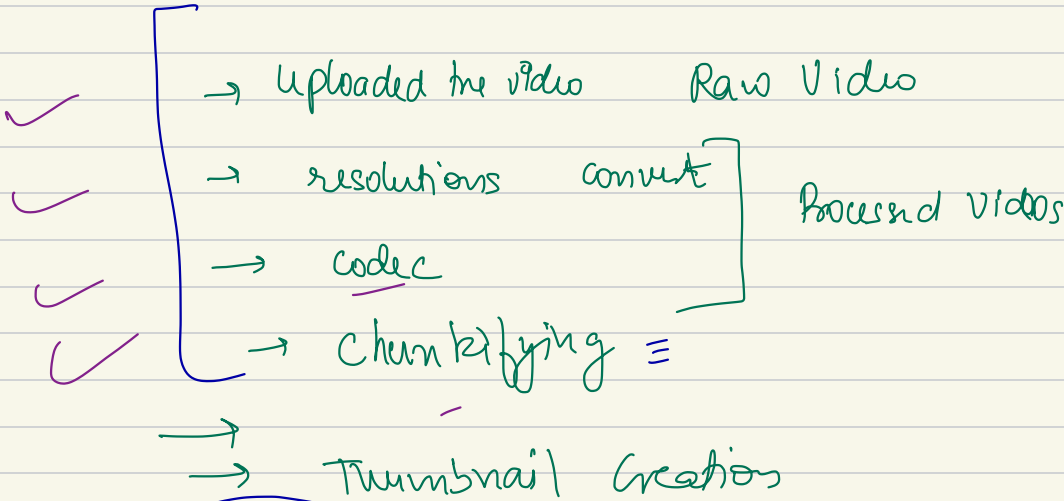 → Uploaded the video Raw Video
→ resolutions convert
Processed Videos
→ codec
→ Chunkifying ≡
→
→ Thumbnail Creation